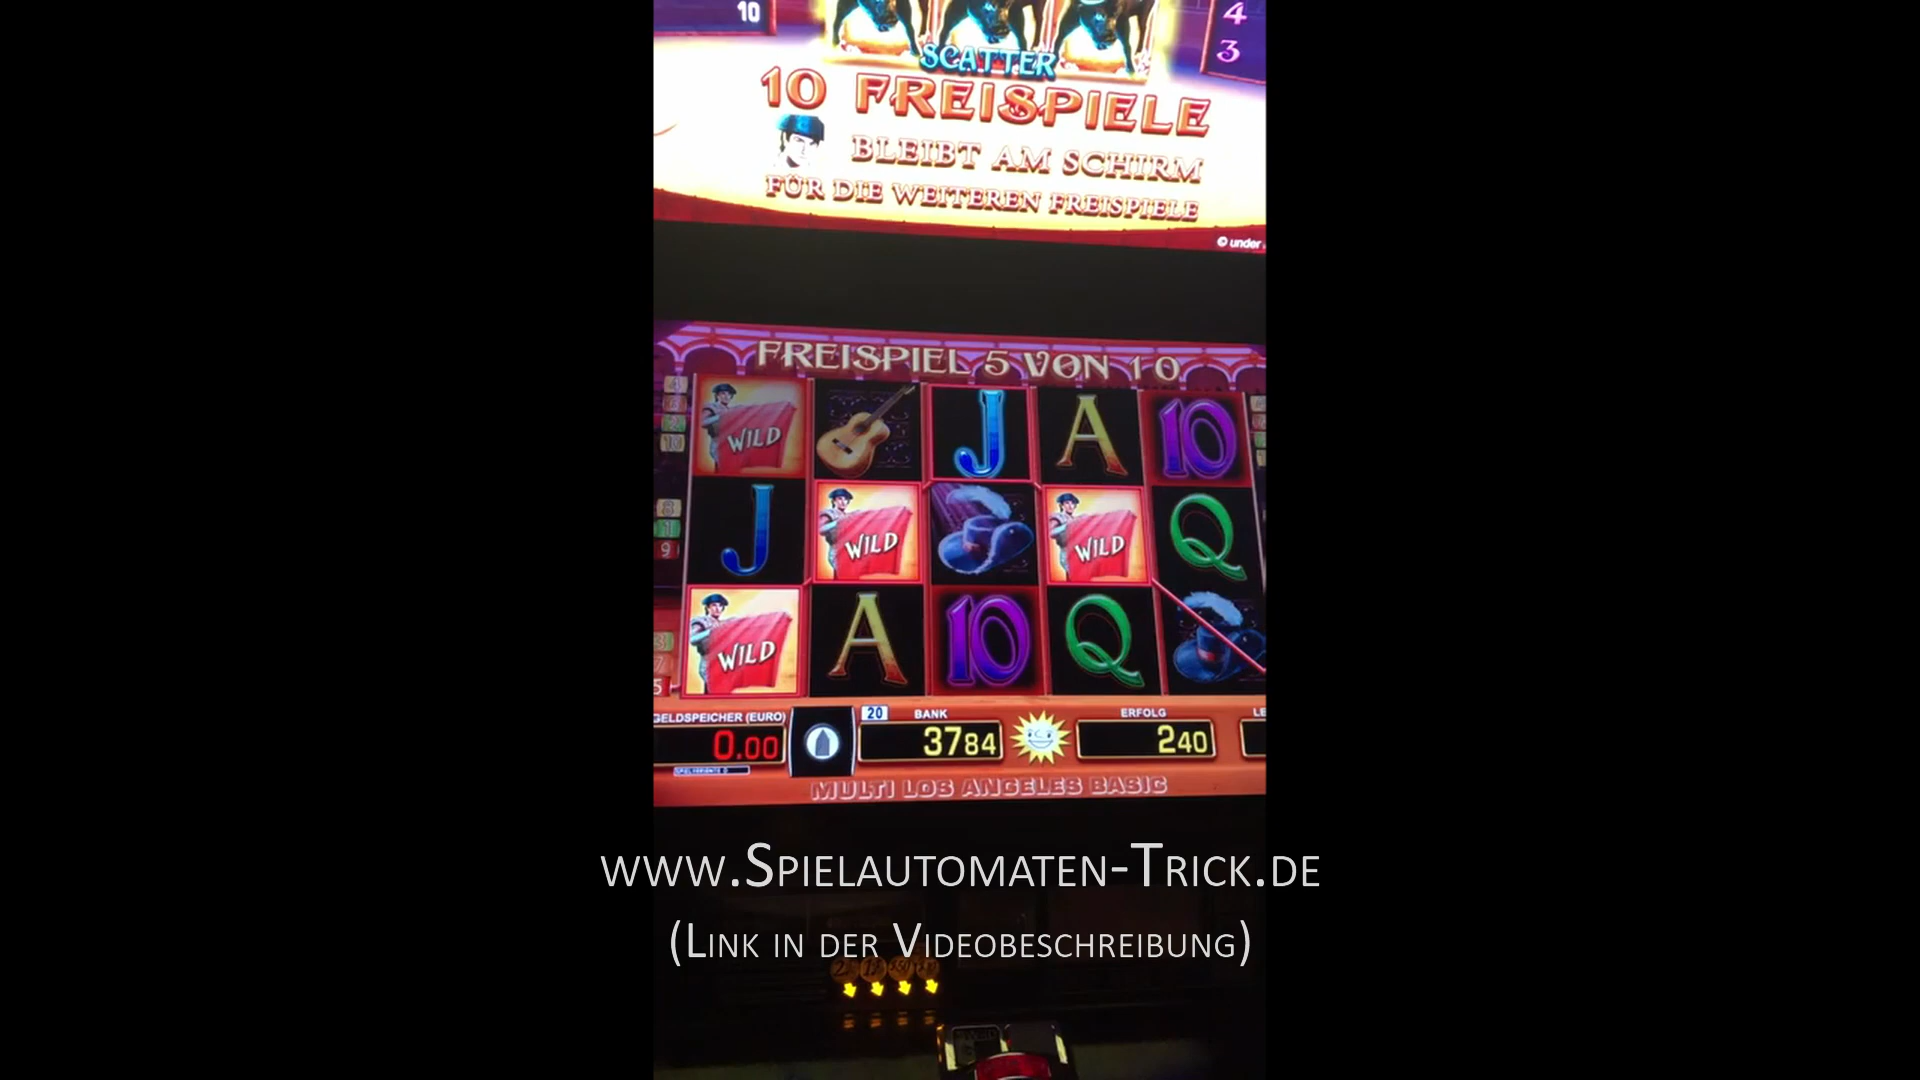 10
4
3
SCATTER
10 FREISPIELE
BLEIBT AM SCHIRM
FÜR DIE WEITEREN FREISPIELE
© under
FREISPIEL 5 VON 10
WILD J A 10
J WILD WILD Q
WILD A 10 Q
GELDSPEICHER (EURO) 20 BANK ERFOLG LE
0.00 3784 240
MULTI LOS ANGELES BASIC
www.Spielautomaten-Trick.de
(Link in der Videobeschreibung)